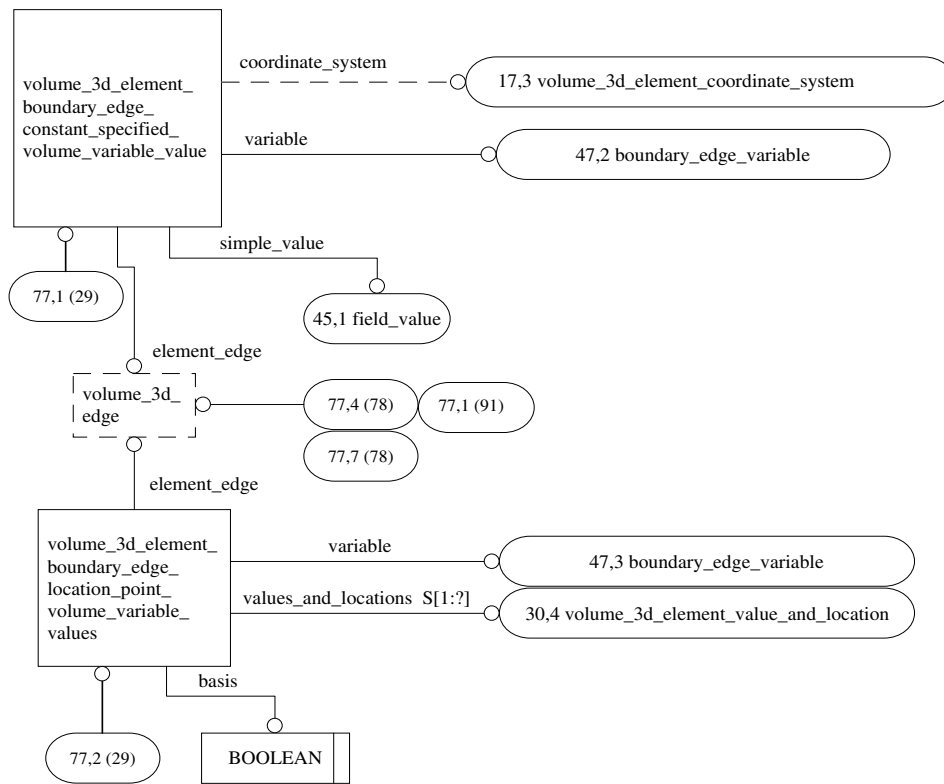 coordinate_system
17,3 volume_3d_element_coordinate_system
volume_3d_element_
boundary_edge_
constant_specified_
volume_variable_value
variable
47,2 boundary_edge_variable
simple_value
77,1 (29)
45,1 field_value
element_edge
volume_3d_
edge
77,4 (78)
77,1 (91)
77,7 (78)
element_edge
volume_3d_element_
boundary_edge_
location_point_
volume_variable_
values
variable
47,3 boundary_edge_variable
values_and_locations S[1:?]
30,4 volume_3d_element_value_and_location
basis
77,2 (29)
BOOLEAN